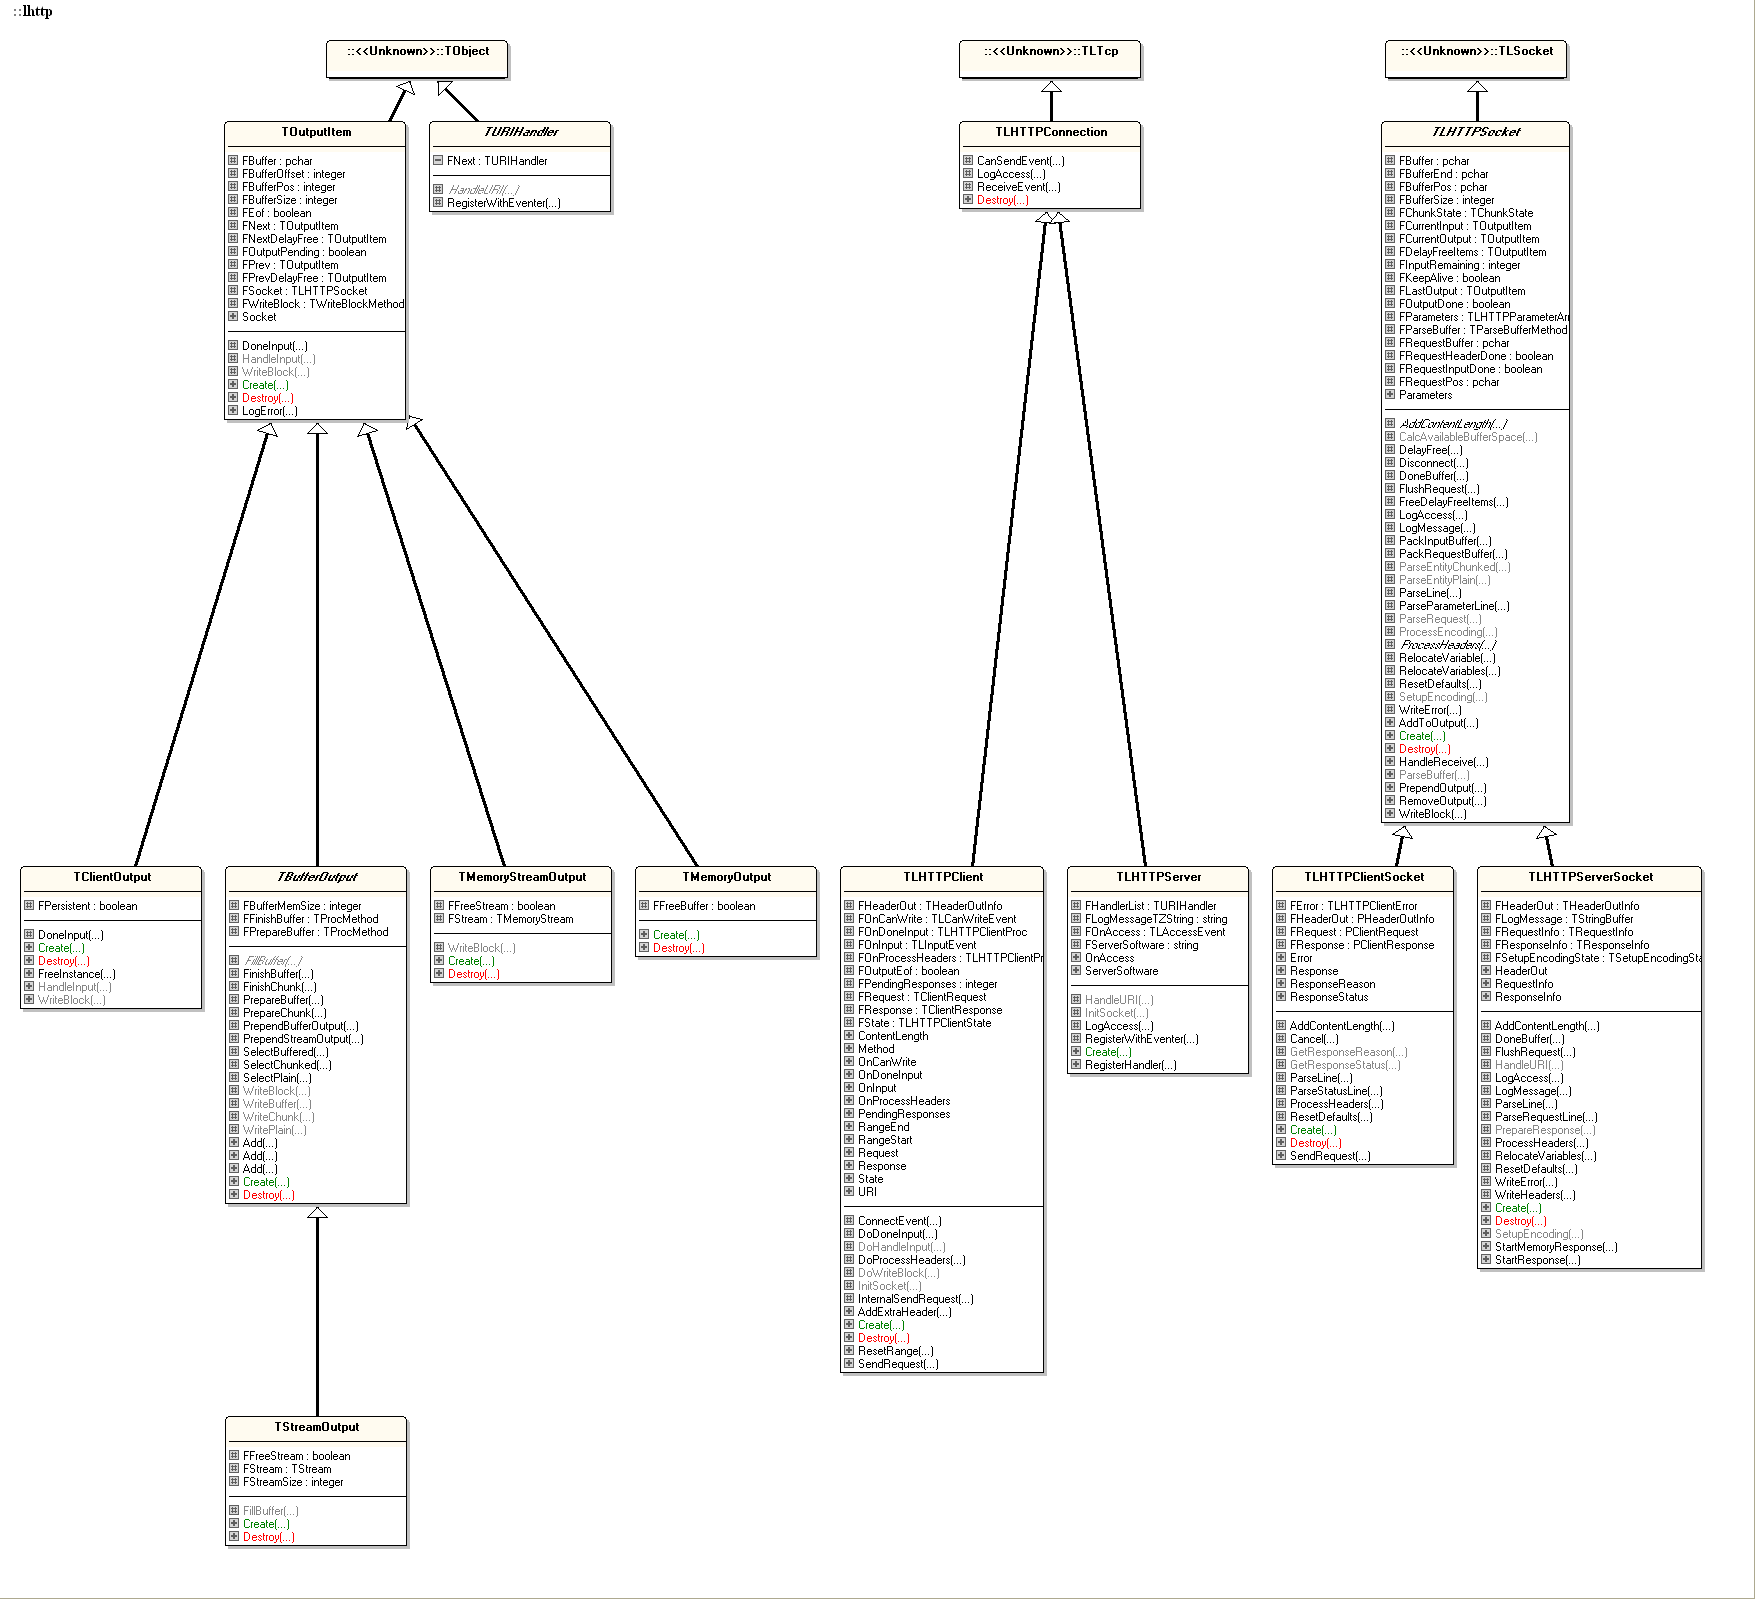 ::lhttp
::<<Unknown>>::TObject
::<<Unknown>>::TLTcp
::<<Unknown>>::TLSocket
TOutputItem
FBuffer : pchar
FBufferOffset : integer
FBufferPos : integer
FBufferSize : integer
FEof : boolean
FNext : TOutputItem
FNextDelayFree : TOutputItem
FOutputPending : boolean
FPrev : TOutputItem
FPrevDelayFree : TOutputItem
FSocket : TLHTTPSocket
FWriteBlock : TWriteBlockMethod
Socket
DoneInput(...)
HandleInput(...)
WriteBlock(...)
Create(...)
Destroy(...)
LogError(...)
TURIHandler
FNext : TURIHandler
HandleURI(...)
RegisterWithEventer(...)
TLHTTPConnection
CanSendEvent(...)
LogAccess(...)
ReceiveEvent(...)
Destroy(...)
TLHTTPSocket
FBuffer : pchar
FBufferEnd : pchar
FBufferPos : pchar
FBufferSize : integer
FChunkState : TChunkState
FCurrentInput : TOutputItem
FCurrentOutput : TOutputItem
FDelayFreeItems : TOutputItem
FInputRemaining : integer
FKeepAlive : boolean
FLastOutput : TOutputItem
FOutputDone : boolean
FParameters : TLHTTPParameterArr
FParseBuffer : TParseBufferMethod
FRequestBuffer : pchar
FRequestHeaderDone : boolean
FRequestInputDone : boolean
FRequestPos : pchar
Parameters
AddContentLength(...)
CalcAvailableBufferSpace(...)
DelayFree(...)
Disconnect(...)
DoneBuffer(...)
FlushRequest(...)
FreeDelayFreeItems(...)
LogAccess(...)
LogMessage(...)
PackInputBuffer(...)
PackRequestBuffer(...)
ParseEntityChunked(...)
ParseEntityPlain(...)
ParseLine(...)
ParseParameterLine(...)
ParseRequest(...)
ProcessEncoding(...)
ProcessHeaders(...)
RelocateVariable(...)
RelocateVariables(...)
ResetDefaults(...)
SetupEncoding(...)
WriteError(...)
AddToOutput(...)
Create(...)
Destroy(...)
HandleReceive(...)
ParseBuffer(...)
PrependOutput(...)
RemoveOutput(...)
WriteBlock(...)
TClientOutput
FPersistent : boolean
DoneInput(...)
Create(...)
Destroy(...)
FreeInstance(...)
HandleInput(...)
WriteBlock(...)
TBufferOutput
FBufferMemSize : integer
FFinishBuffer : TProcMethod
FPrepareBuffer : TProcMethod
FillBuffer(...)
FinishBuffer(...)
FinishChunk(...)
PrepareBuffer(...)
PrepareChunk(...)
PrependBufferOutput(...)
PrependStreamOutput(...)
SelectBuffered(...)
SelectChunked(...)
SelectPlain(...)
WriteBlock(...)
WriteBuffer(...)
WriteChunk(...)
WritePlain(...)
Add(...)
Add(...)
Add(...)
Create(...)
Destroy(...)
TMemoryStreamOutput
FFreeStream : boolean
FStream : TMemoryStream
WriteBlock(...)
Create(...)
Destroy(...)
TMemoryOutput
FFreeBuffer : boolean
Create(...)
Destroy(...)
TLHTTPClient
FHeaderOut : THeaderOutInfo
FOnCanWrite : TLCanWriteEvent
FOnDoneInput : TLHTTPClientProc
FOnInput : TLInputEvent
FOnProcessHeaders : TLHTTPClientPr
FOutputEof : boolean
FPendingResponses : integer
FRequest : TClientRequest
FResponse : TClientResponse
FState : TLHTTPClientState
ContentLength
Method
OnCanWrite
OnDoneInput
OnInput
OnProcessHeaders
PendingResponses
RangeEnd
RangeStart
Request
Response
State
URI
ConnectEvent(...)
DoDoneInput(...)
DoHandleInput(...)
DoProcessHeaders(...)
DoWriteBlock(...)
InitSocket(...)
InternalSendRequest(...)
AddExtraHeader(...)
Create(...)
Destroy(...)
ResetRange(...)
SendRequest(...)
TLHTTPServer
FHandlerList : TURIHandler
FLogMessageTZString : string
FOnAccess : TLAccessEvent
FServerSoftware : string
OnAccess
ServerSoftware
HandleURI(...)
InitSocket(...)
LogAccess(...)
RegisterWithEventer(...)
Create(...)
RegisterHandler(...)
TLHTTPClientSocket
FError : TLHTTPClientError
FHeaderOut : PHeaderOutInfo
FRequest : PClientRequest
FResponse : PClientResponse
Error
Response
ResponseReason
ResponseStatus
AddContentLength(...)
Cancel(...)
GetResponseReason(...)
GetResponseStatus(...)
ParseLine(...)
ParseStatusLine(...)
ProcessHeaders(...)
ResetDefaults(...)
Create(...)
Destroy(...)
SendRequest(...)
TLHTTPServerSocket
FHeaderOut : THeaderOutInfo
FLogMessage : TStringBuffer
FRequestInfo : TRequestInfo
FResponseInfo : TResponseInfo
FSetupEncodingState : TSetupEncodingSta
HeaderOut
RequestInfo
ResponseInfo
AddContentLength(...)
DoneBuffer(...)
FlushRequest(...)
HandleURI(...)
LogAccess(...)
LogMessage(...)
ParseLine(...)
ParseRequestLine(...)
PrepareResponse(...)
ProcessHeaders(...)
RelocateVariables(...)
ResetDefaults(...)
WriteError(...)
WriteHeaders(...)
Create(...)
Destroy(...)
SetupEncoding(...)
StartMemoryResponse(...)
StartResponse(...)
TStreamOutput
FFreeStream : boolean
FStream : TStream
FStreamSize : integer
FillBuffer(...)
Create(...)
Destroy(...)